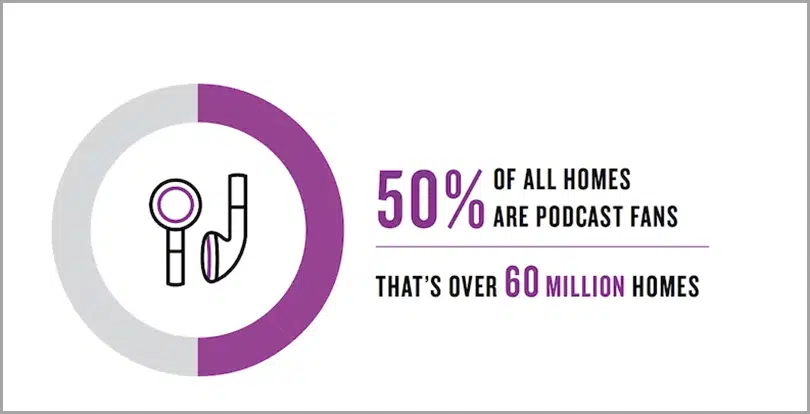 50% OF ALL HOMES
ARE PODCAST FANS
THAT'S OVER 60 MILLION HOMES